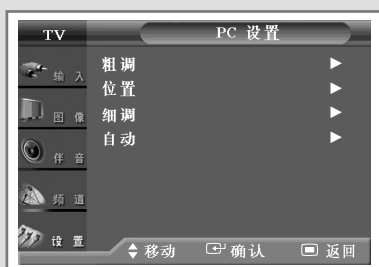 TV
PC 设置
输 入
图 像
伴 音
频 道
设 置
粗调
位置
细调
自动
移动 确认 返回